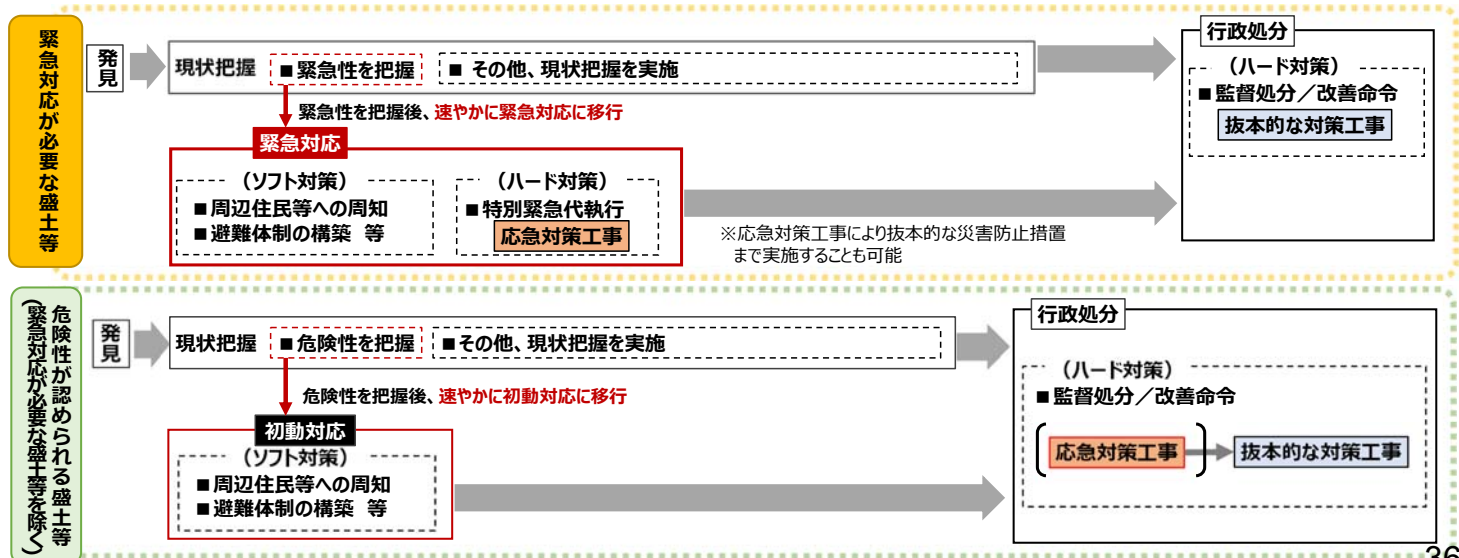 緊急対応が必要な盛土等
発見
現状把握 ■緊急性を把握 ■ その他、現状把握を実施
緊急性を把握後、速やかに緊急対応に移行
緊急対応
（ソフト対策）
■周辺住民等への周知
■避難体制の構築 等
（ハード対策）
■特別緊急代執行
応急対策工事
※応急対策工事により抜本的な災害防止措置
まで実施することも可能
行政処分
（ハード対策）
■監督処分／改善命令
抜本的な対策工事
危険性が認められる盛土等
（緊急対応が必要な盛土等を除く）
発見
現状把握 ■危険性を把握 ■その他、現状把握を実施
危険性を把握後、速やかに初動対応に移行
初動対応
（ソフト対策）
■周辺住民等への周知
■避難体制の構築 等
行政処分
（ハード対策）
■監督処分／改善命令
（応急対策工事） 抜本的な対策工事
36